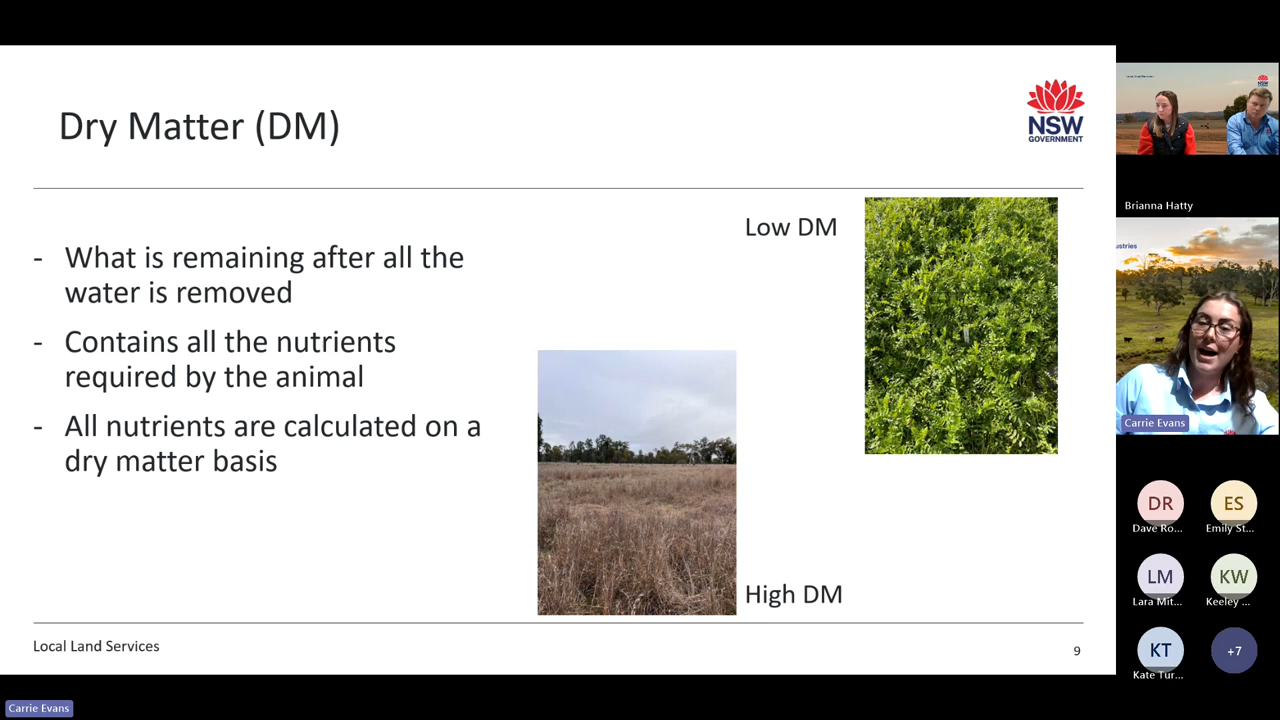 Dry Matter (DM)
NSW
GOVERNMENT
- What is remaining after all the
water is removed
- Contains all the nutrients
required by the animal
- All nutrients are calculated on a
dry matter basis
Low DM
High DM
Local Land Services
9
Brianna Hatty
ustries
NSW
Carrie Evans
DR
Dave Ro...
ES
Emily St...
LM
Lara Mit...
KW
Keeley ...
KT
Kate Tur...
+7
Carrie Evans